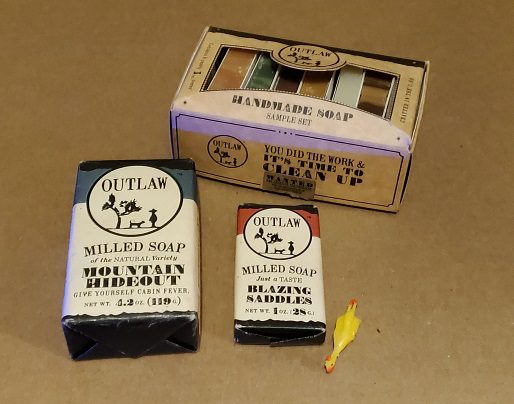 OUTLAW
HANDMADE SOAP
SAMPLE SET
OUTLAW
YOU DID THE WORK &
IT'S TIME TO
CLEAN UP
WANTED
OUTLAW
MILLED SOAP
of the NATURAL Variety
MOUNTAIN
HIDEOUT
GIVE YOURSELF CABIN FEVER.
NET WT. 4.2 OZ. (119 G.)
OUTLAW
MILLED SOAP
Just a TASTE
BLAZING
SADDLES
NET WT. 1 OZ. (28 G.)